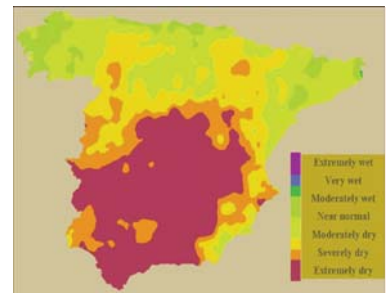 Extremely wet
Very wet
Moderately wet
Near normal
Moderately dry
Severely dry
Extremely dry